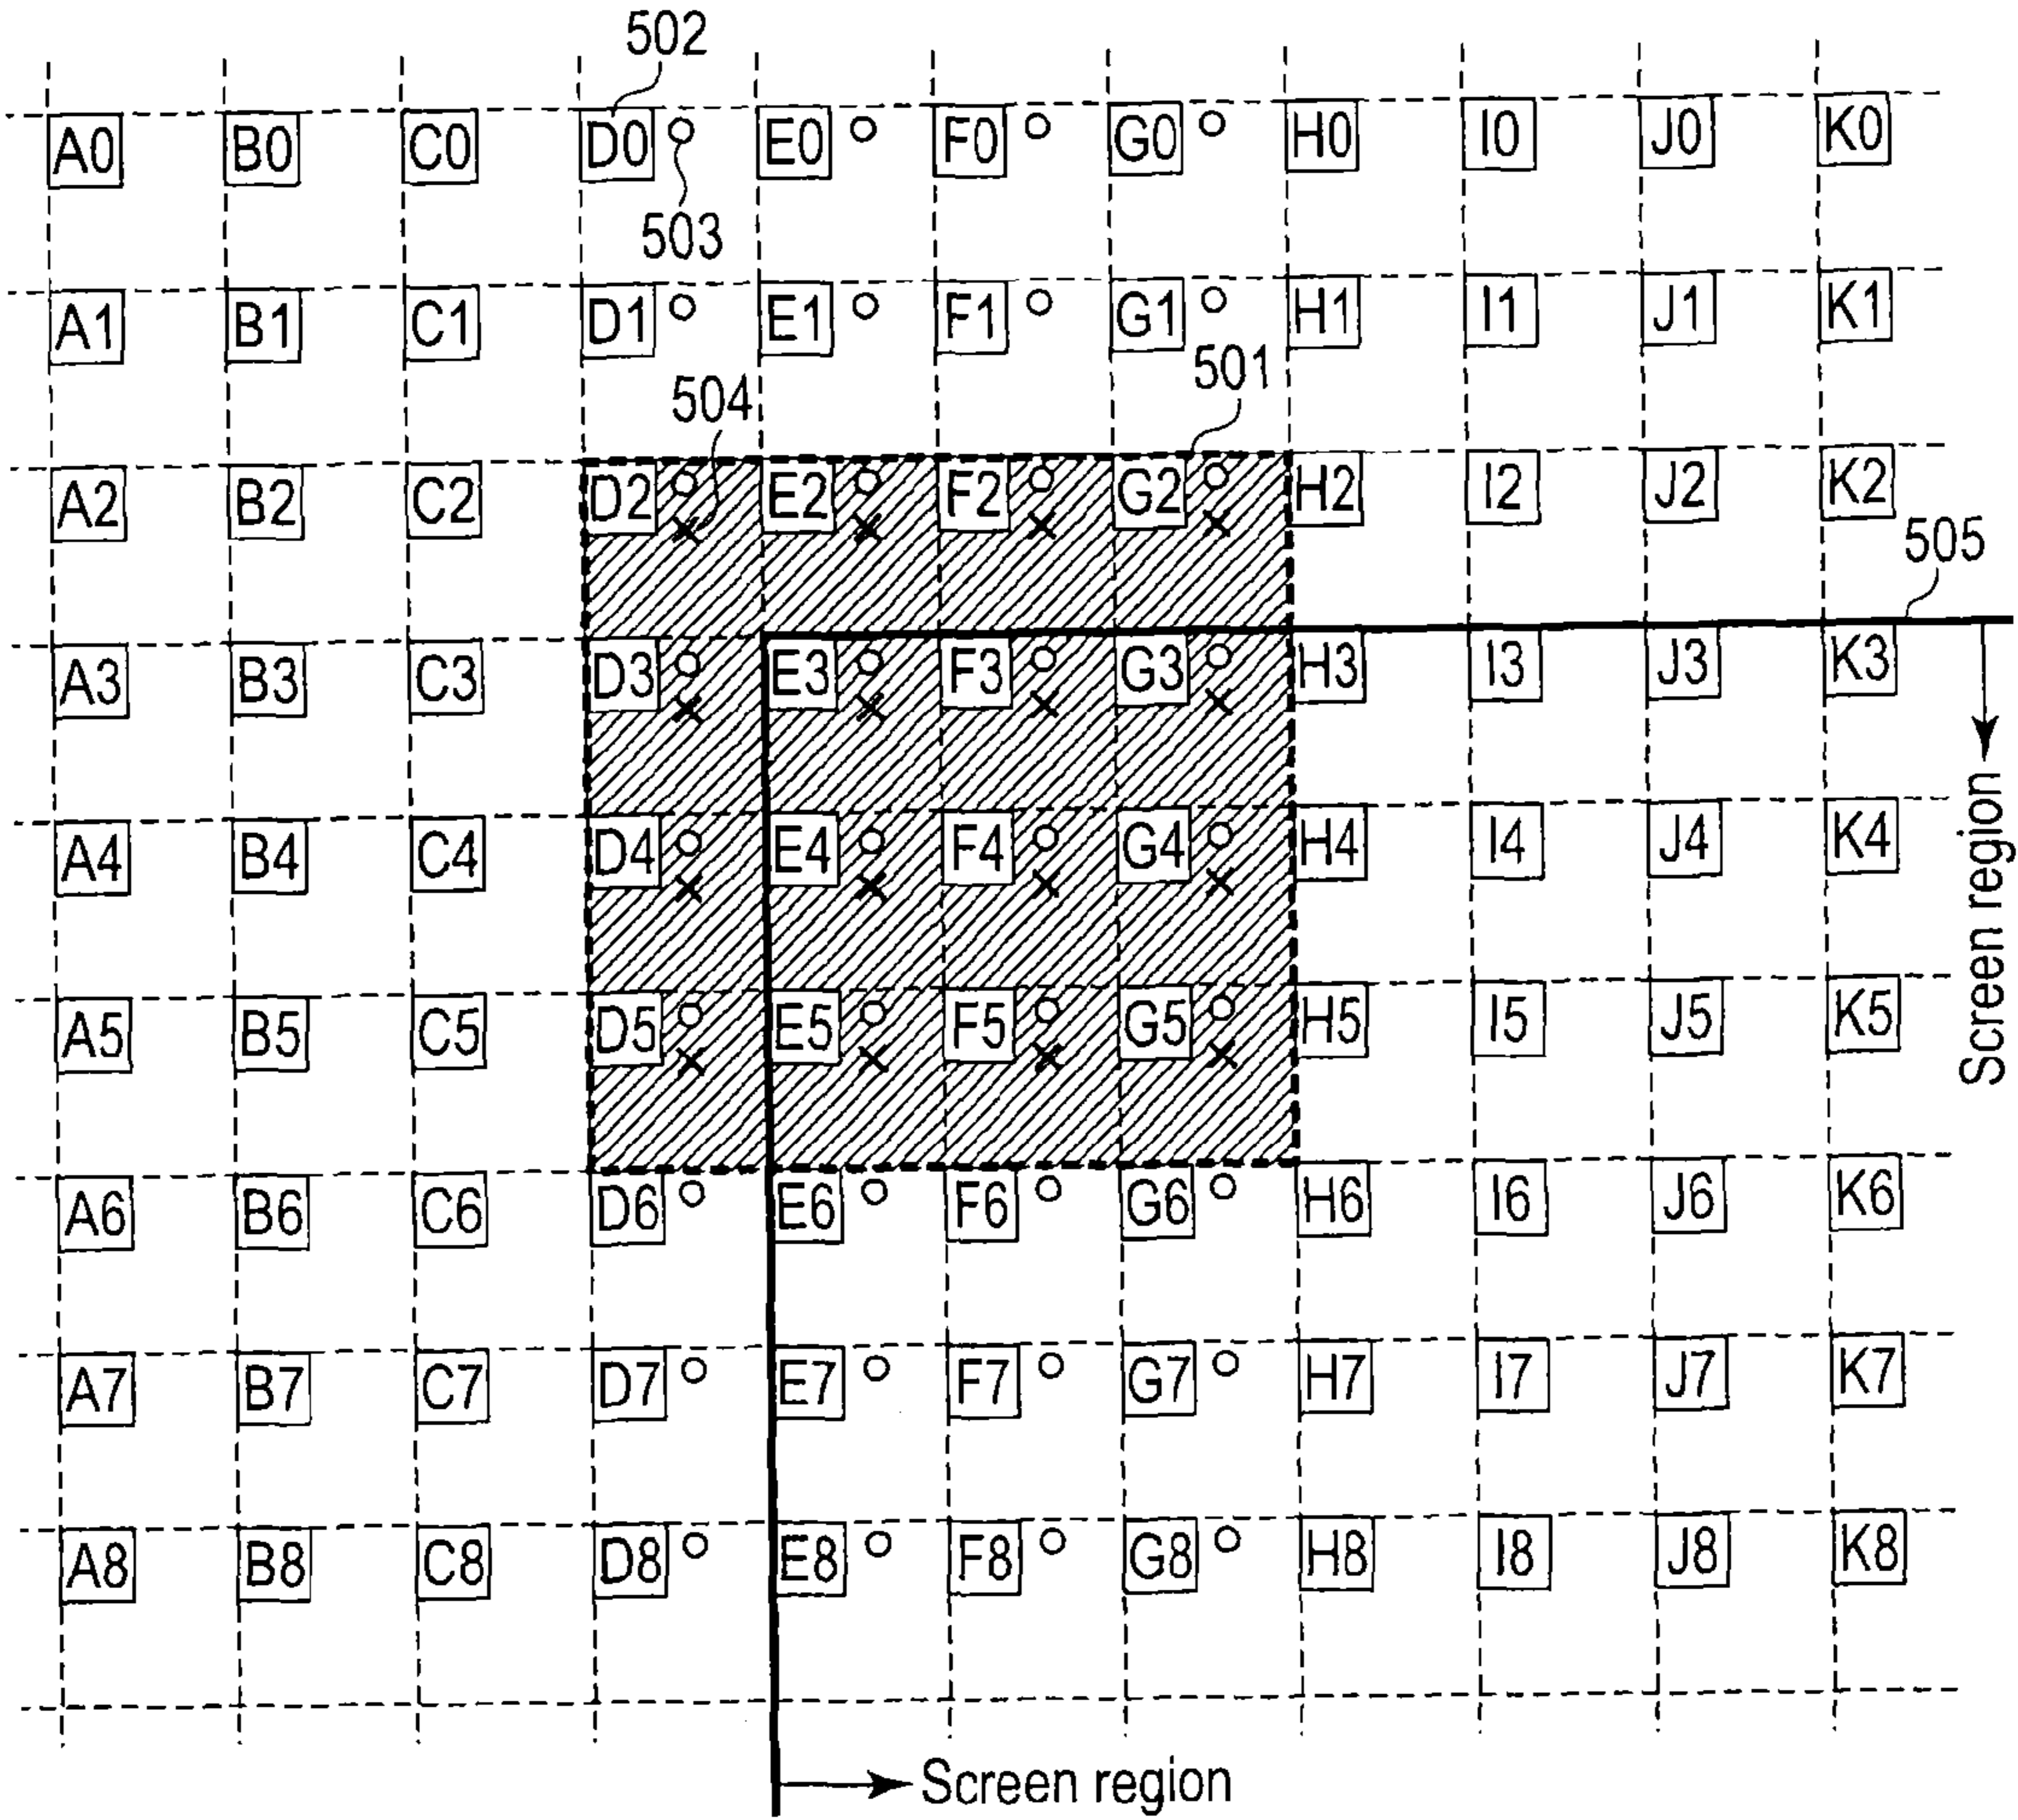 502
A0 B0 C0 D0 E0 F0 G0 H0 I0 J0 K0
503
A1 B1 C1 D1 E1 F1 G1 H1 I1 J1 K1
501
504
A2 B2 C2 D2 E2 F2 G2 H2 I2 J2 K2
505
A3 B3 C3 D3 E3 F3 G3 H3 I3 J3 K3
A4 B4 C4 D4 E4 F4 G4 H4 I4 J4 K4
Screen region
A5 B5 C5 D5 E5 F5 G5 H5 I5 J5 K5
A6 B6 C6 D6 E6 F6 G6 H6 I6 J6 K6
A7 B7 C7 D7 E7 F7 G7 H7 I7 J7 K7
A8 B8 C8 D8 E8 F8 G8 H8 I8 J8 K8
Screen region